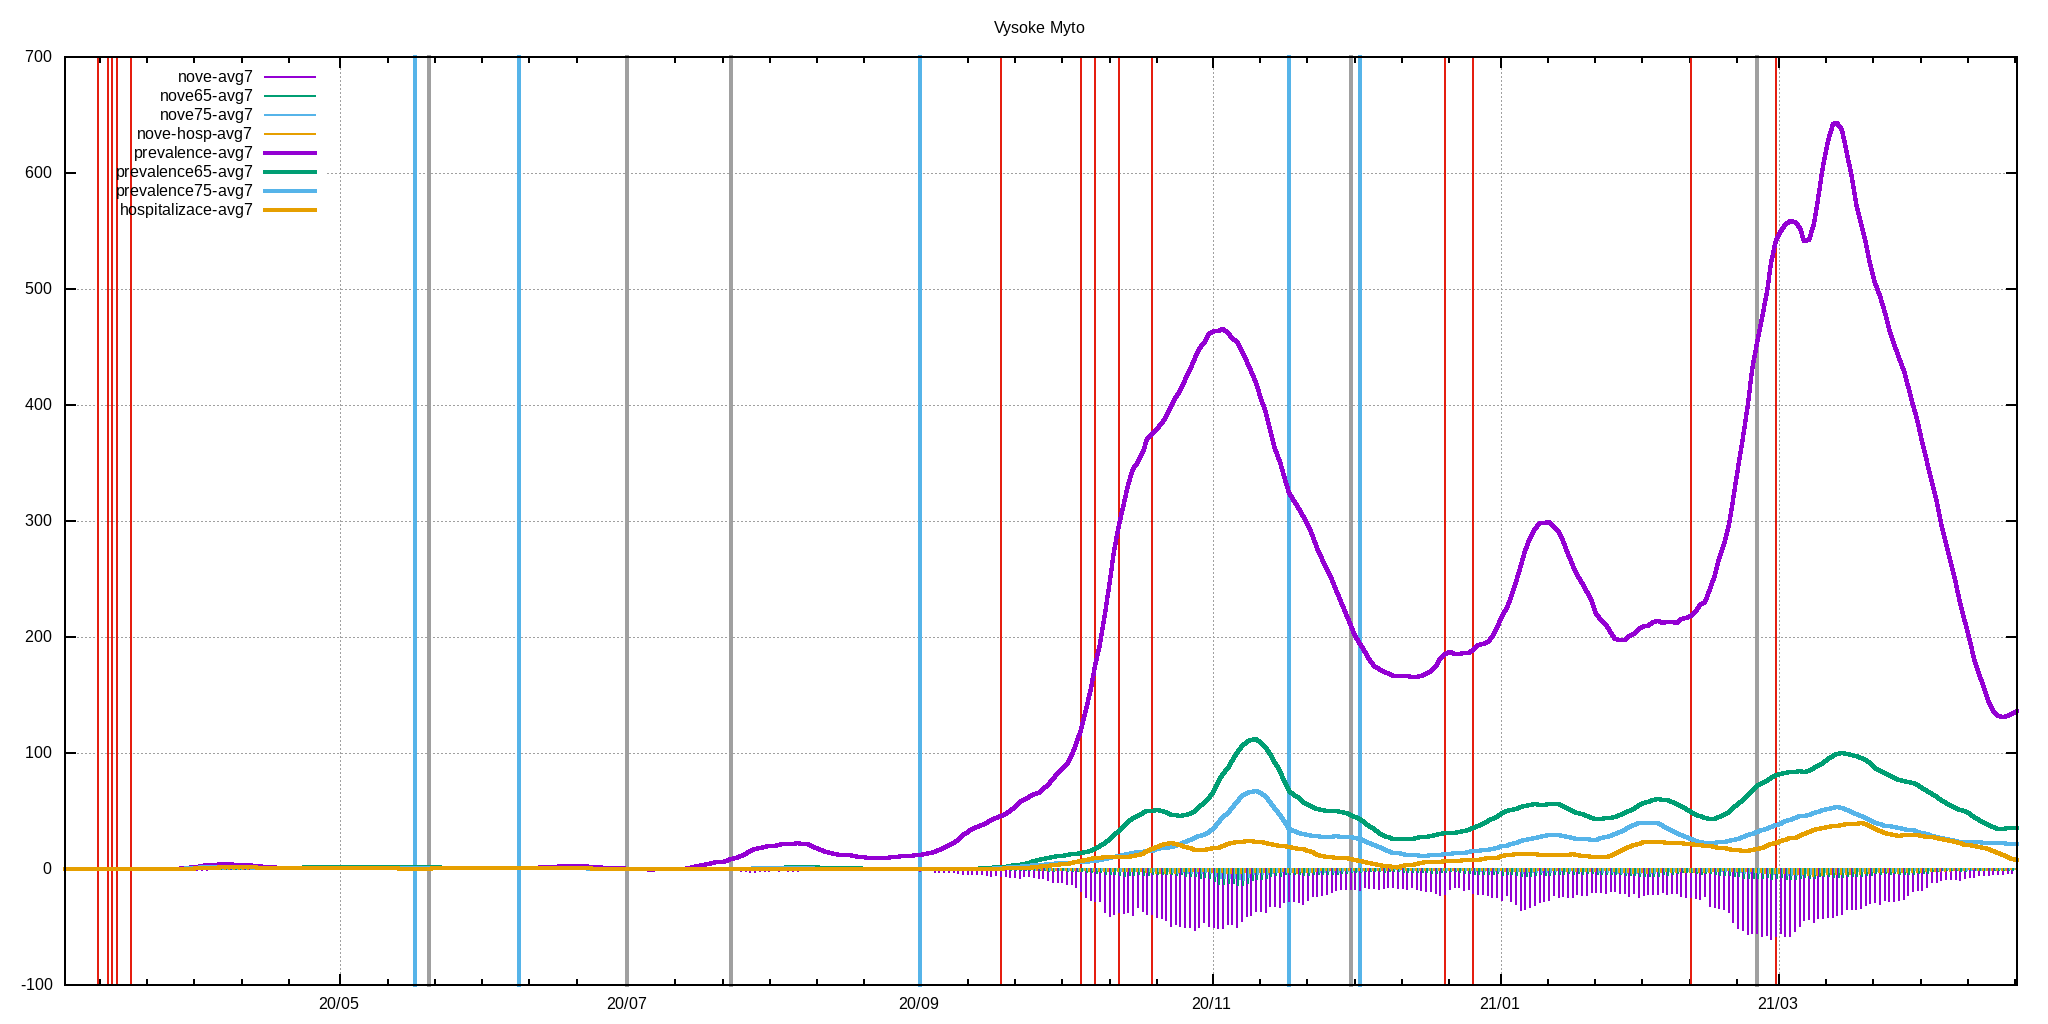 Vysoke Myto
700
600
500
400
300
200
100
0
-100
nove-avg7
nove65-avg7
nove75-avg7
nove-hosp-avg7
prevalence-avg7
prevalence65-avg7
prevalence75-avg7
hospitalizace-avg7
20/05 20/07 20/09 20/11 21/01 21/03